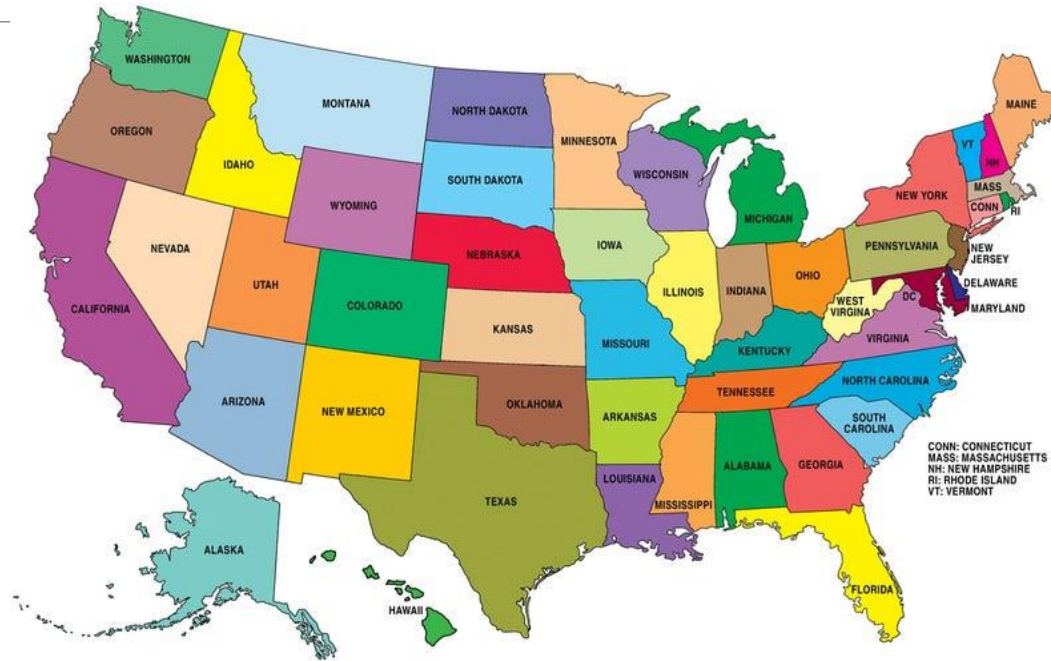 WASHINGTON
OREGON
IDAHO
MONTANA
NORTH DAKOTA
MINNESOTA
SOUTH DAKOTA
WYOMING
WISCONSIN
MICHIGAN
MAINE
VT
NH
NEW YORK
MASS
CONN
RI
NEVADA
UTAH
CALIFORNIA
COLORADO
NEBRASKA
IOWA
ILLINOIS
INDIANA
OHIO
PENNSYLVANIA
NEW
JERSEY
DELAWARE
MARYLAND
DC
WEST
VIRGINA
VIRGINIA
KANSAS
MISSOURI
KENTUCKY
ARIZONA
NEW MEXICO
OKLAHOMA
ARKANSAS
TENNESSEE
NORTH CAROLINA
SOUTH
CAROLINA
TEXAS
LOUISIANA
MISSISSIPPI
ALABAMA
GEORGIA
FLORIDA
ALASKA
HAWAII
CONN: CONNECTICUT
MASS: MASSACHUSETTS
NH: NEW HAMPSHIRE
RI: RHODE ISLAND
VT: VERMONT